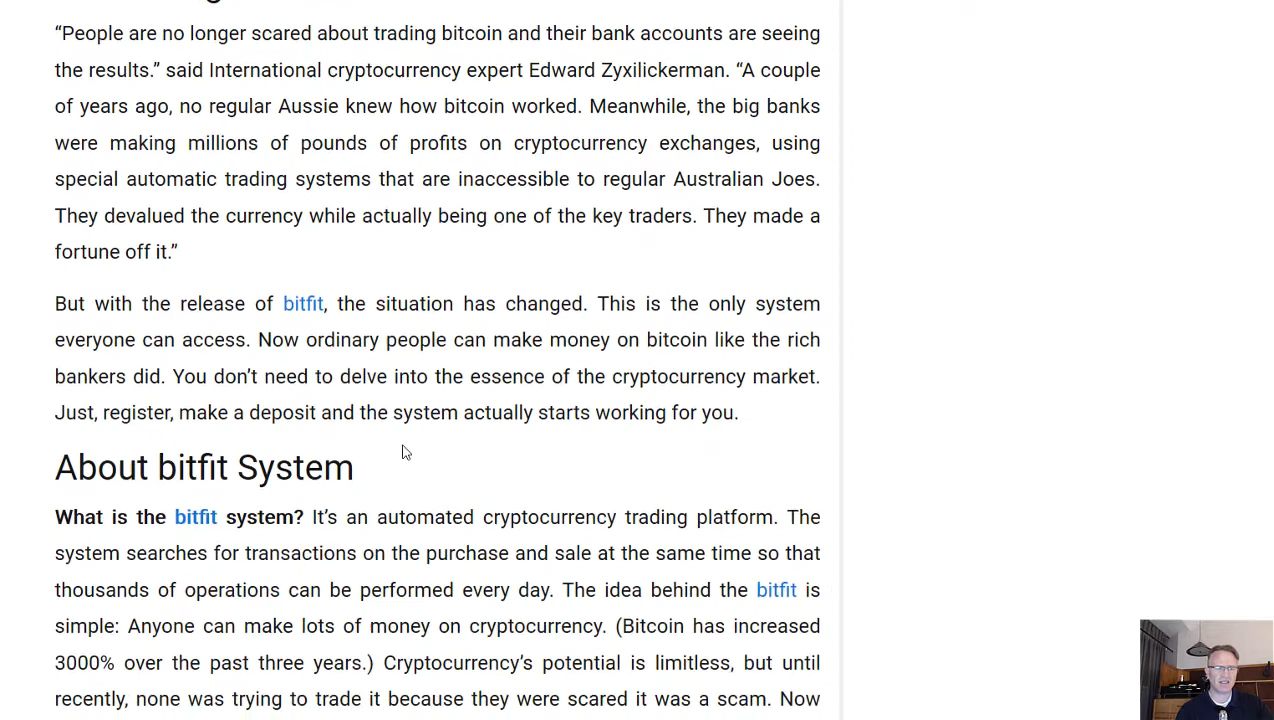 “People are no longer scared about trading bitcoin and their bank accounts are seeing
the results.” said International cryptocurrency expert Edward Zyxilickerman. “A couple
of years ago, no regular Aussie knew how bitcoin worked. Meanwhile, the big banks
were making millions of pounds of profits on cryptocurrency exchanges, using
special automatic trading systems that are inaccessible to regular Australian Joes.
They devalued the currency while actually being one of the key traders. They made a
fortune off it.”
But with the release of bitfit, the situation has changed. This is the only system
everyone can access. Now ordinary people can make money on bitcoin like the rich
bankers did. You don’t need to delve into the essence of the cryptocurrency market.
Just, register, make a deposit and the system actually starts working for you.
About bitfit System
What is the bitfit system? It’s an automated cryptocurrency trading platform. The
system searches for transactions on the purchase and sale at the same time so that
thousands of operations can be performed every day. The idea behind the bitfit is
simple: Anyone can make lots of money on cryptocurrency. (Bitcoin has increased
3000% over the past three years.) Cryptocurrency’s potential is limitless, but until
recently, none was trying to trade it because they were scared it was a scam. Now